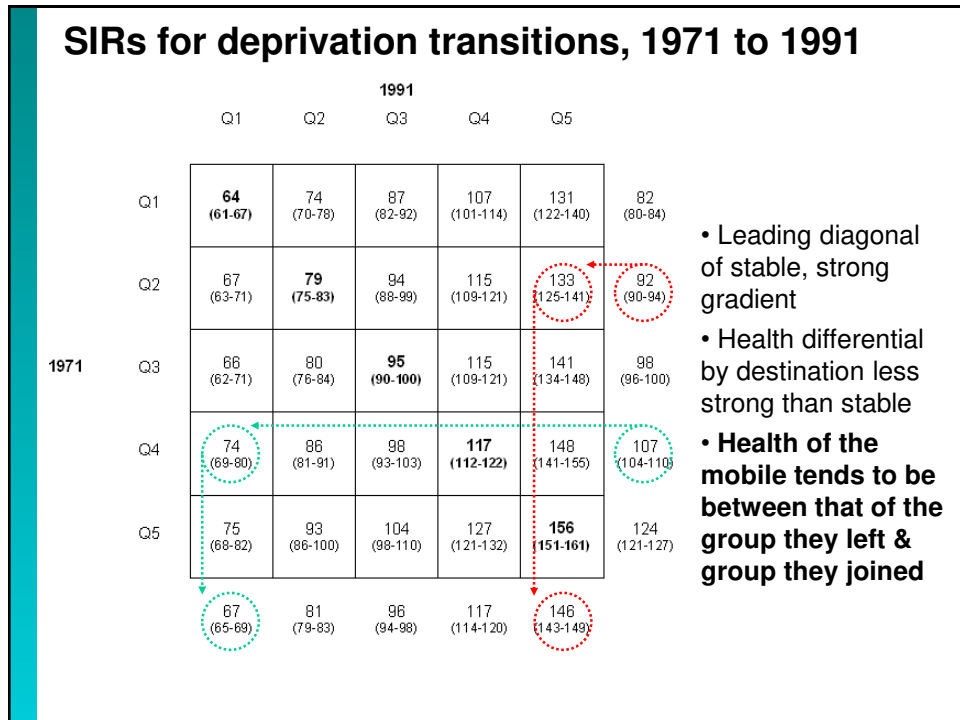 SIRs for deprivation transitions, 1971 to 1991
1991
Q1 Q2 Q3 Q4 Q5
Q1 64 74 87 107 131 82
(61-67) (70-78) (82-92) (101-114) (122-140) (80-84)
Q2 67 79 94 115 133 92
(63-71) (75-83) (88-99) (109-121) (125-141) (90-94)
1971 Q3 66 80 95 115 141 98
(62-71) (76-84) (90-100) (109-121) (134-148) (96-100)
Q4 74 86 98 117 148 107
(69-80) (81-91) (93-103) (112-122) (141-155) (104-110)
Q5 75 93 104 127 156 124
(68-82) (86-100) (98-110) (121-132) (151-161) (121-127)
67 81 96 117 146
(65-69) (79-83) (94-98) (114-120) (143-149)
• Leading diagonal
of stable, strong
gradient
• Health differential
by destination less
strong than stable
• Health of the
mobile tends to be
between that of the
group they left &
group they joined